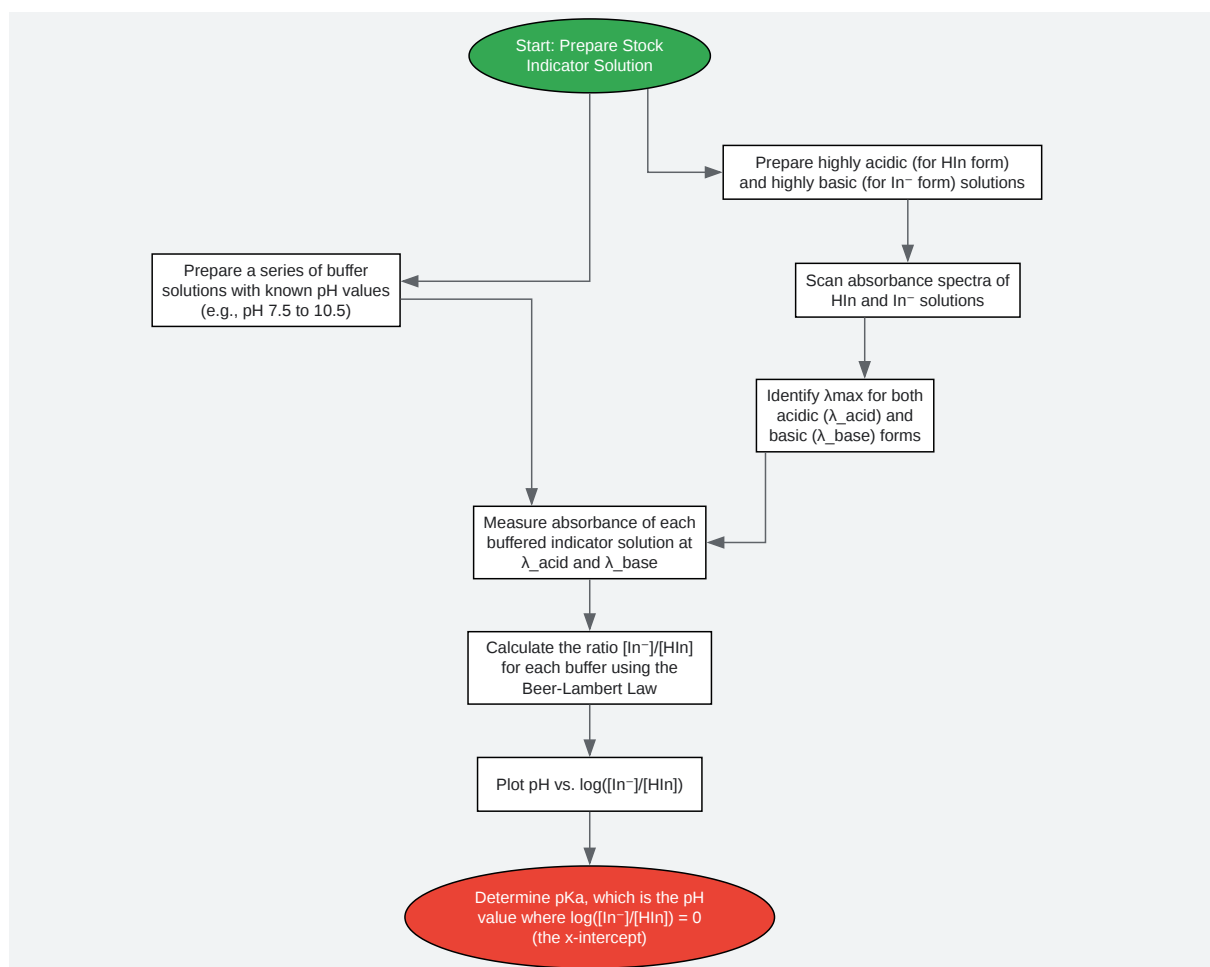 Start: Prepare Stock
Indicator Solution
Prepare highly acidic (for HIn form)
and highly basic (for In⁻ form) solutions
Prepare a series of buffer
solutions with known pH values
(e.g., pH 7.5 to 10.5)
Scan absorbance spectra of
HIn and In⁻ solutions
Identify λmax for both
acidic (λ_acid) and
basic (λ_base) forms
Measure absorbance of each
buffered indicator solution at
λ_acid and λ_base
Calculate the ratio [In⁻]/[HIn]
for each buffer using the
Beer-Lambert Law
Plot pH vs. log([In⁻]/[HIn])
Determine pKa, which is the pH
value where log([In⁻]/[HIn]) = 0
(the x-intercept)